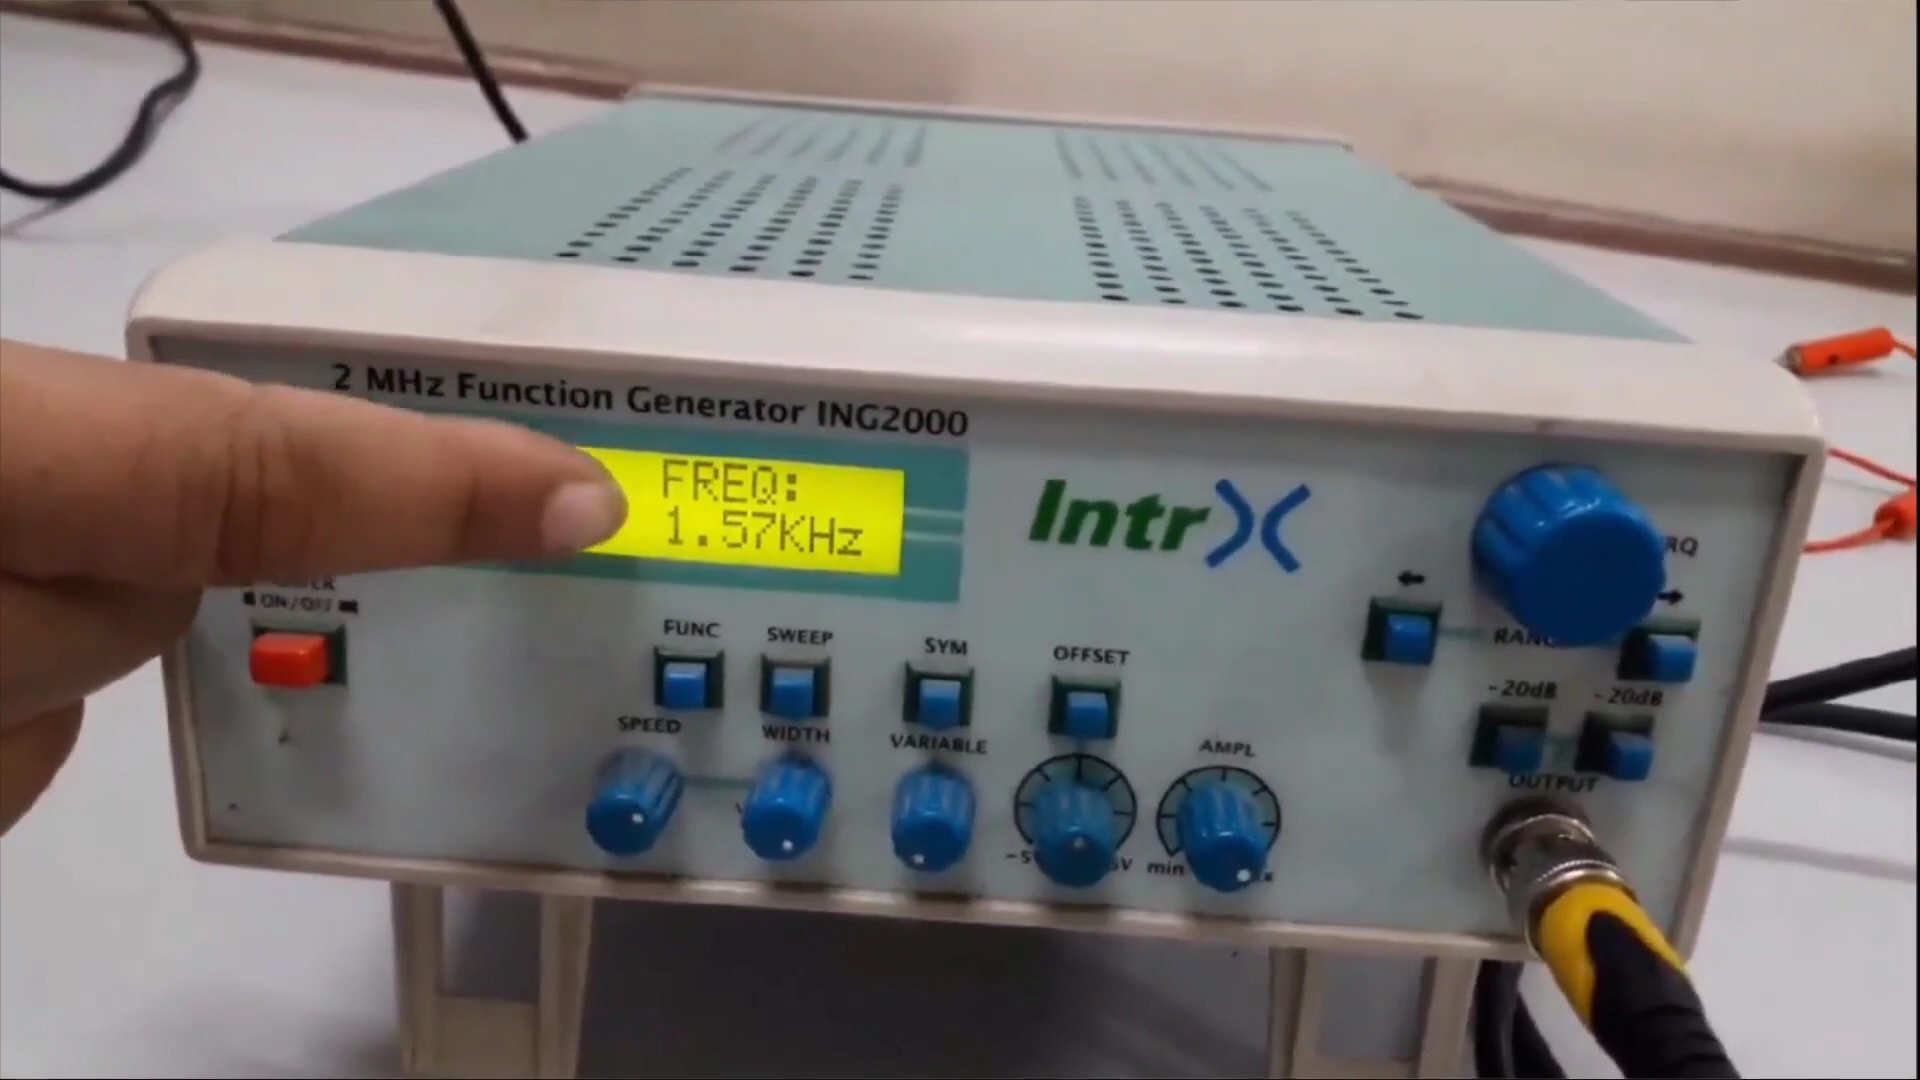 2 MHz Function Generator ING2000
FREQ:
1.57KHz
Intr
ON/OFF
FUNC
SWEEP
SYM
OFFSET
SPEED
WIDTH
VARIABLE
AMPL
min
-20dB
-20dB
OUTPUT